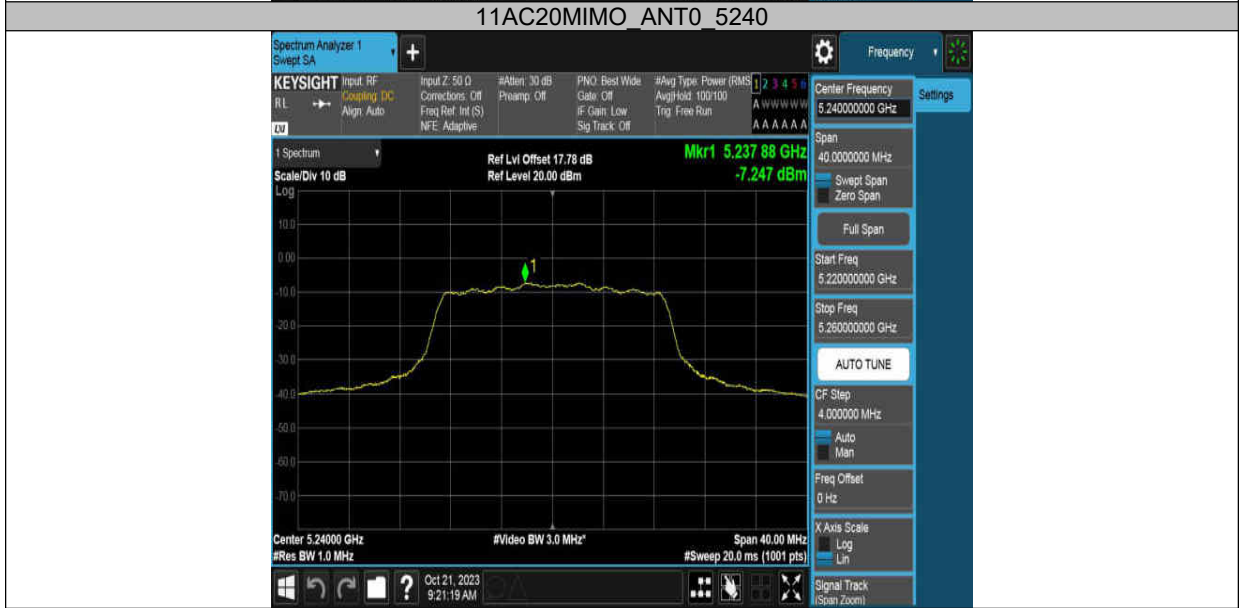 11AC20MIMO_ANT0_5240
Spectrum Analyzer 1
Swept SA
+
Frequency
KEYSIGHT
RL
LXI
Input: RF
Coupling: DC
Align: Auto
Input Z: 50 Ω
Corrections: Off
Freq Ref: Int (S)
NFE: Adaptive
#Atten: 30 dB
Preamp: Off
PNO: Best Wide
Gate: Off
IF Gain: Low
Sig Track: Off
#Avg Type: Power (RMS
Avg|Hold: 100/100
Trig: Free Run
1 2 3 4 5 6
A W W W W W
A A A A A A
1 Spectrum
Scale/Div 10 dB
Log
Ref Lvl Offset 17.78 dB
Ref Level 20.00 dBm
Mkr1 5.237 88 GHz
-7.247 dBm
10.0
0.00
-10.0
-20.0
-30.0
-40.0
-50.0
-60.0
-70.0
1
Center 5.24000 GHz
#Res BW 1.0 MHz
#Video BW 3.0 MHz*
Span 40.00 MHz
#Sweep 20.0 ms (1001 pts)
?
Oct 21, 2023
9:21:19 AM
Center Frequency
5.240000000 GHz
Settings
Span
40.0000000 MHz
Swept Span
Zero Span
Full Span
Start Freq
5.220000000 GHz
Stop Freq
5.260000000 GHz
AUTO TUNE
CF Step
4.000000 MHz
Auto
Man
Freq Offset
0 Hz
X Axis Scale
Log
Lin
Signal Track
(Span Zoom)